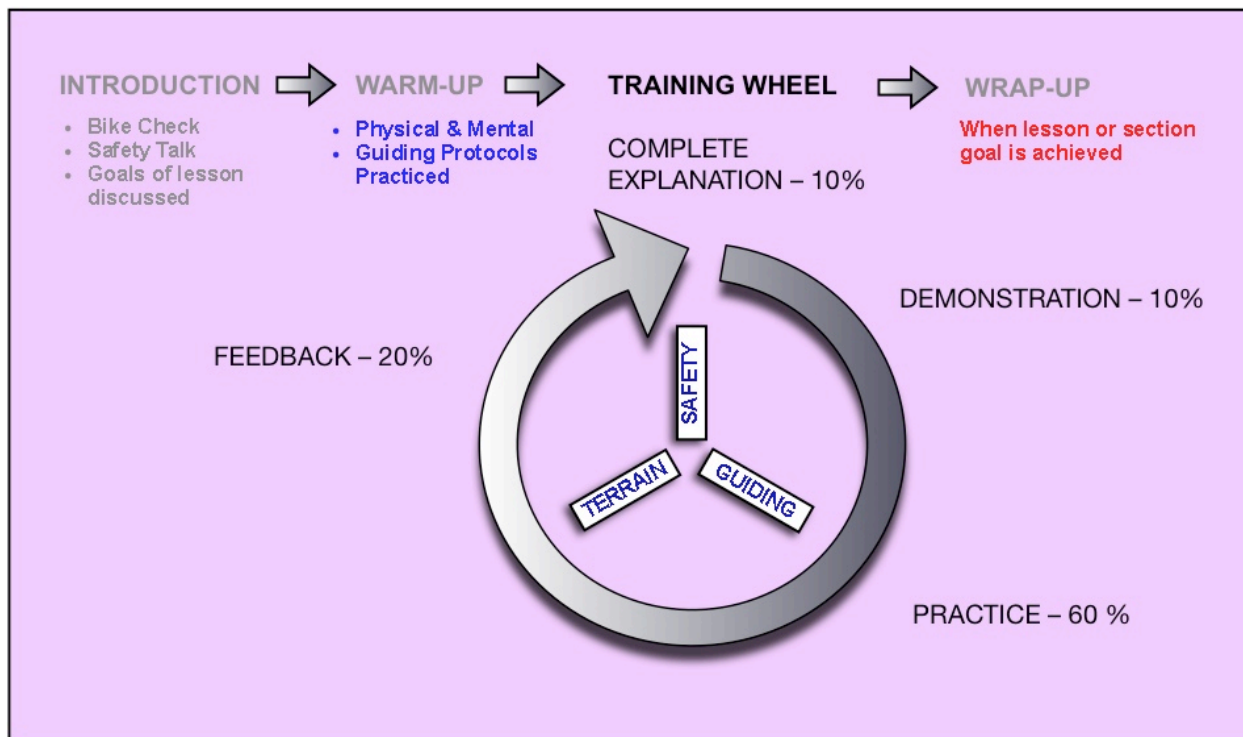 INTRODUCTION
• Bike Check
• Safety Talk
• Goals of lesson
discussed
WARM-UP
• Physical & Mental
• Guiding Protocols
Practiced
TRAINING WHEEL
COMPLETE
EXPLANATION – 10%
WRAP-UP
When lesson or section
goal is achieved
DEMONSTRATION – 10%
FEEDBACK – 20%
SAFETY
TERRAIN
GUIDING
PRACTICE – 60 %